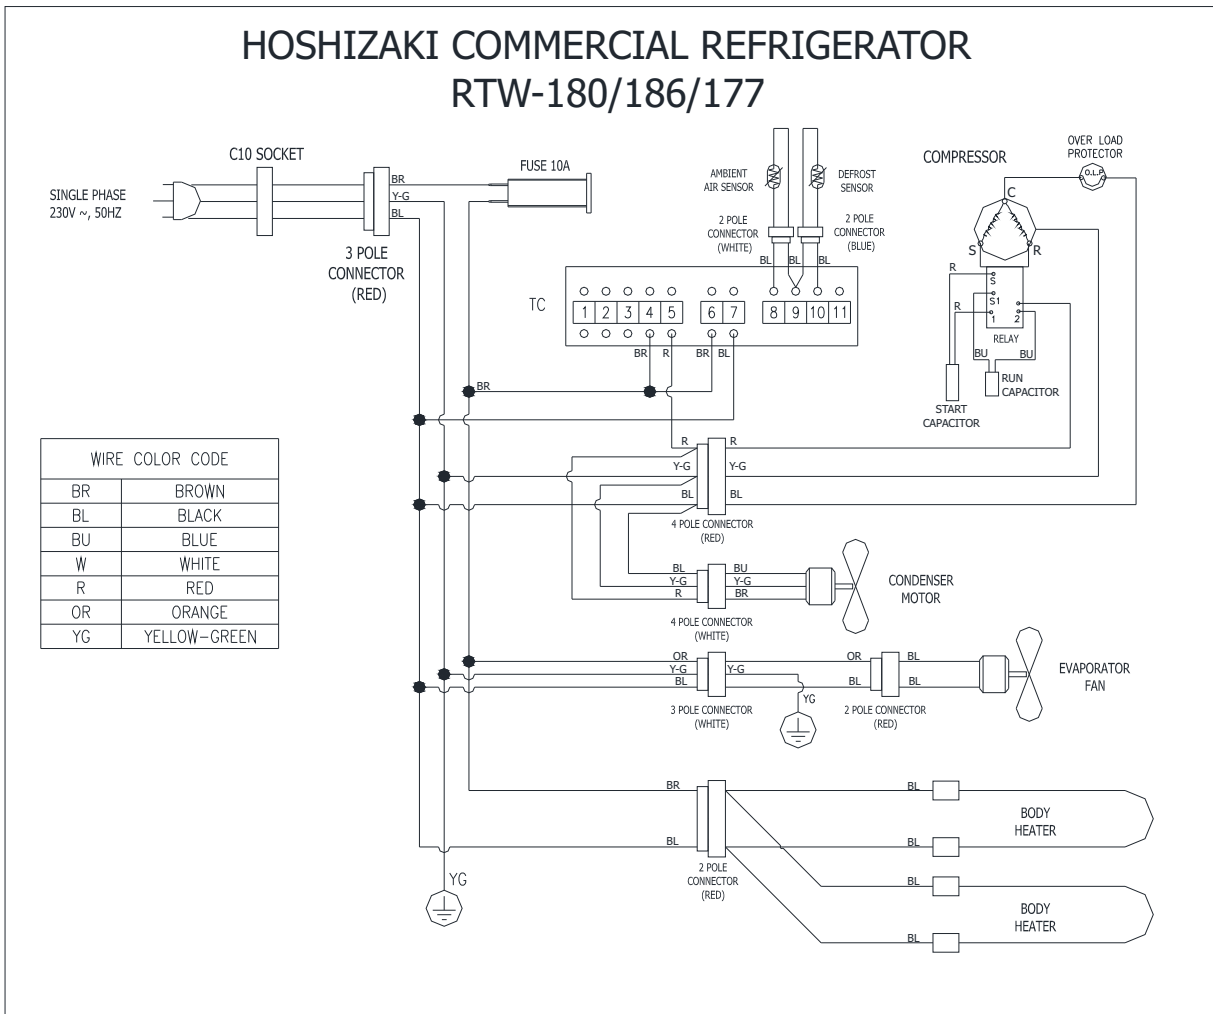 HOSHIZAKI COMMERCIAL REFRIGERATOR
RTW-180/186/177
C10 SOCKET
SINGLE PHASE
230V ~, 50HZ
3 POLE
CONNECTOR
(RED)
BR
Y-G
BL
FUSE 10A
AMBIENT
AIR SENSOR
DEFROST
SENSOR
2 POLE
CONNECTOR
(WHITE)
2 POLE
CONNECTOR
(BLUE)
BL
BL
BL
TC
1 2 3 4 5
6 7
8 9 10 11
BR
R
BR
BL
BR
COMPRESSOR
OVER LOAD
PROTECTOR
O.L.P
C
S
R
R
S
S1
R
1
2
RELAY
BU
BU
RUN
CAPACITOR
START
CAPACITOR
WIRE COLOR CODE
BR BROWN
BL BLACK
BU BLUE
W WHITE
R RED
OR ORANGE
YG YELLOW-GREEN
R
R
Y-G
Y-G
BL
BL
4 POLE CONNECTOR
(RED)
BL
BU
Y-G
Y-G
R
BR
4 POLE CONNECTOR
(WHITE)
CONDENSER
MOTOR
OR
Y-G
Y-G
BL
3 POLE CONNECTOR
(WHITE)
YG
OR
BL
BL
BL
2 POLE CONNECTOR
(RED)
EVAPORATOR
FAN
BR
BL
2 POLE
CONNECTOR
(RED)
BL
BL
BODY
HEATER
BL
BL
BODY
HEATER
YG